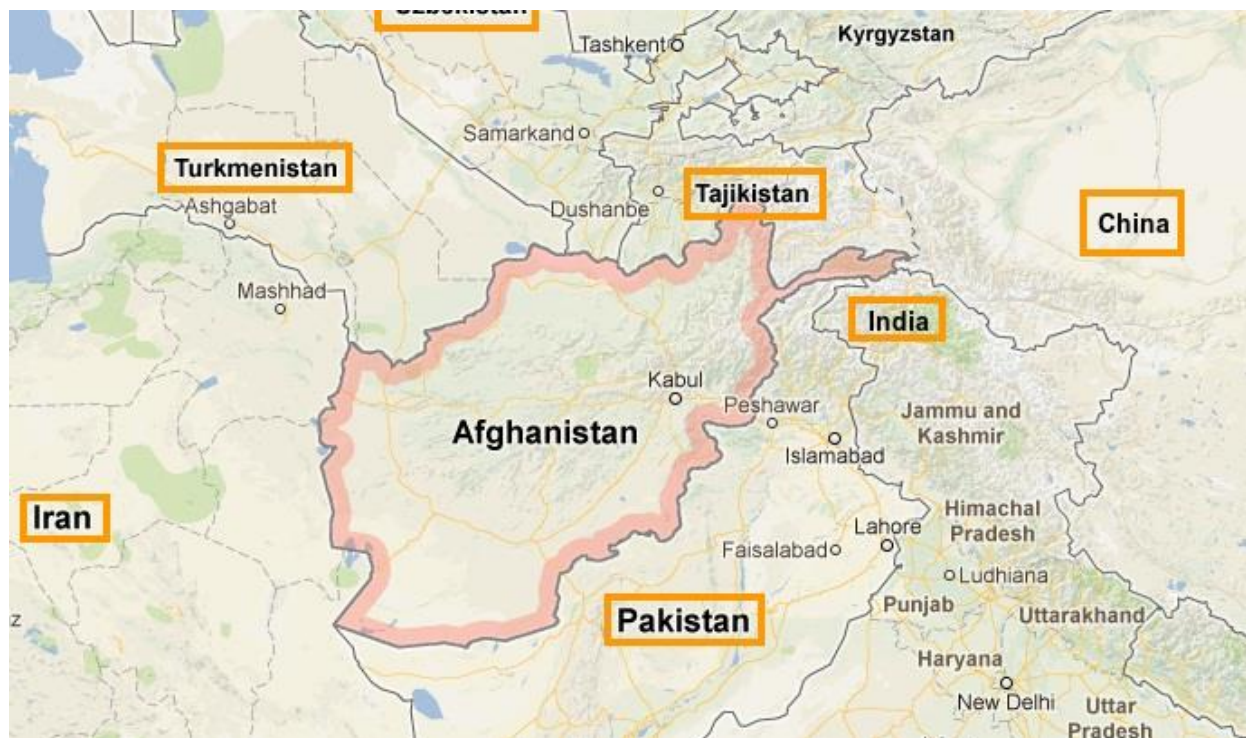 Uzbekistan
Tashkent
Kyrgyzstan
Samarkand
Turkmenistan
Tajikistan
Ashgabat
Dushanbe
China
Mashhad
India
Kabul
Peshawar
Jammu and
Kashmir
Afghanistan
Islamabad
Iran
Himachal
Pradesh
Lahore
Faisalabad
Ludhiana
Punjab
Uttarakhand
Pakistan
z
Haryana
New Delhi
Uttar
Pradesh